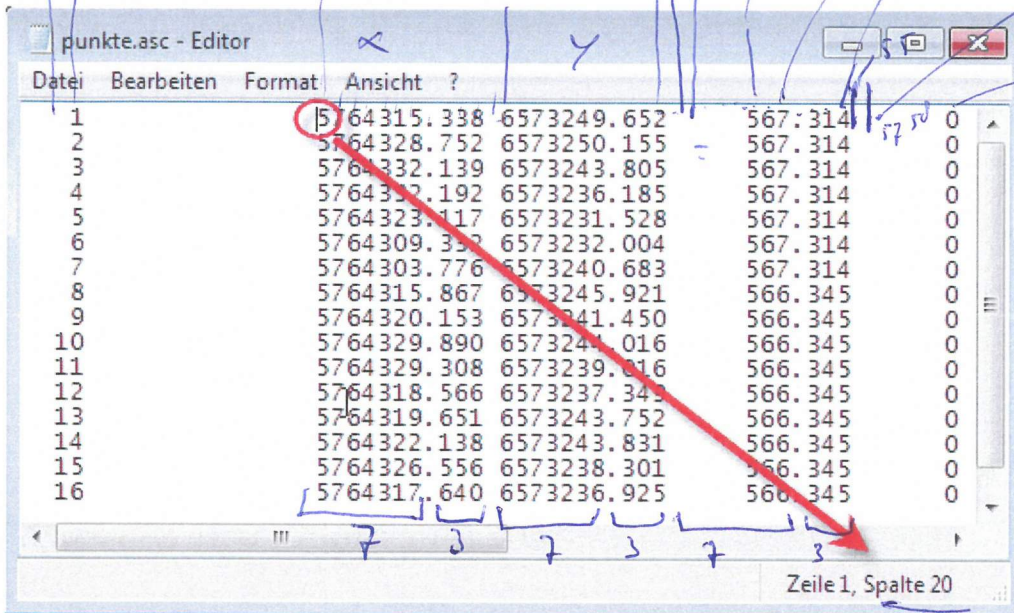 punkte.asc - Editor
x y
Datei Bearbeiten Format Ansicht ?
1 5764315.338 6573249.652 567.314 0
57 58
2 5764328.752 6573250.155 567.314 0
3 5764332.139 6573243.805 567.314 0
4 5764332.192 6573236.185 567.314 0
5 5764323.117 6573231.528 567.314 0
6 5764309.332 6573232.004 567.314 0
7 5764303.776 6573240.683 567.314 0
8 5764315.867 6573245.921 566.345 0
9 5764320.153 6573241.450 566.345 0
10 5764329.890 6573244.016 566.345 0
11 5764329.308 6573239.016 566.345 0
12 5764318.566 6573237.343 566.345 0
13 5764319.651 6573243.752 566.345 0
14 5764322.138 6573243.831 566.345 0
15 5764326.556 6573238.301 566.345 0
16 5764317.640 6573236.925 566.345 0
7 3 7 3 7 3
Zeile 1, Spalte 20